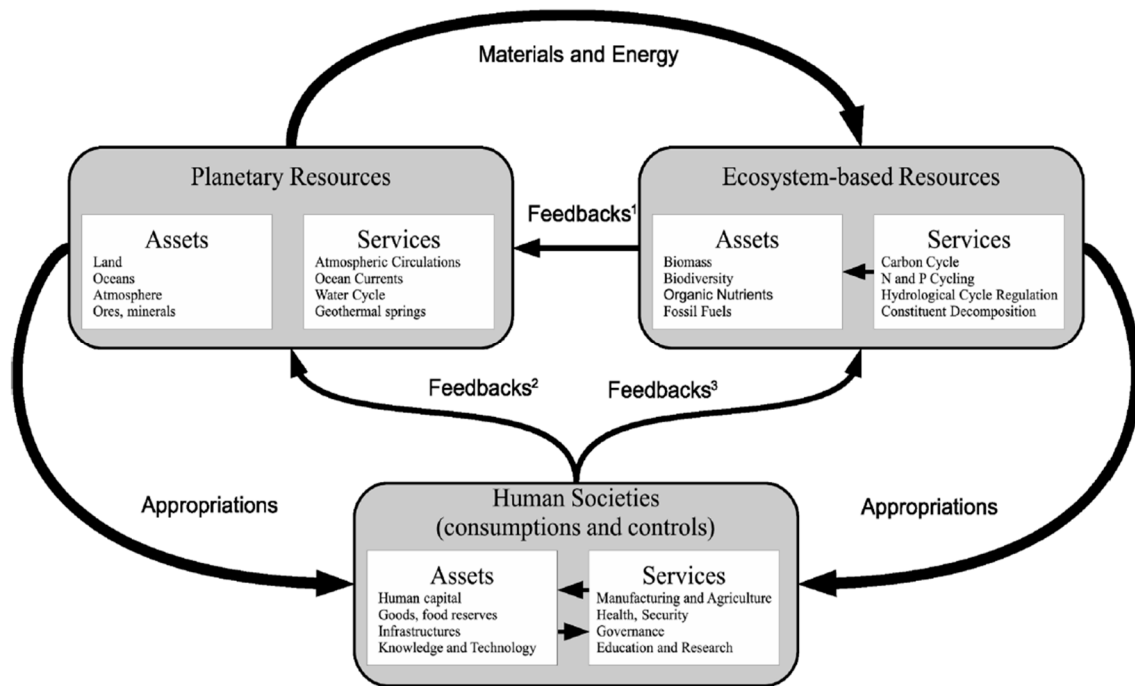 Materials and Energy
Planetary Resources
Assets
Land
Oceans
Atmosphere
Ores, minerals
Services
Atmospheric Circulations
Ocean Currents
Water Cycle
Geothermal springs
Feedbacks¹
Ecosystem-based Resources
Assets
Biomass
Biodiversity
Organic Nutrients
Fossil Fuels
Services
Carbon Cycle
N and P Cycling
Hydrological Cycle Regulation
Constituent Decomposition
Feedbacks²
Feedbacks³
Appropriations
Appropriations
Human Societies
(consumptions and controls)
Assets
Human capital
Goods, food reserves
Infrastructures
Knowledge and Technology
Services
Manufacturing and Agriculture
Health, Security
Governance
Education and Research